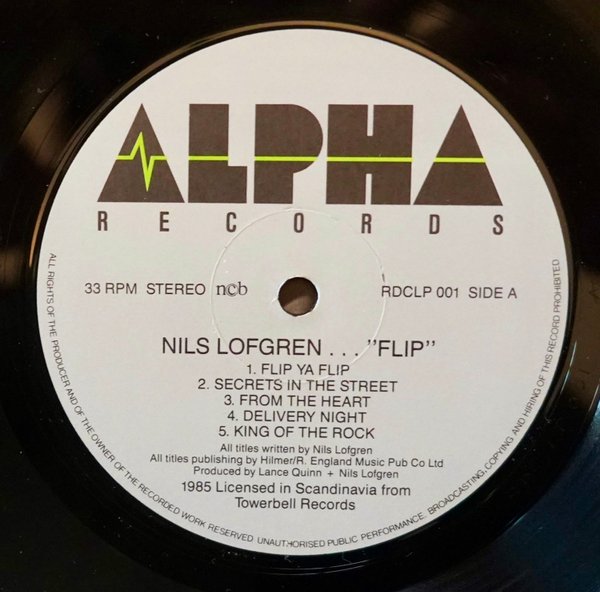 ALPHA
RECORDS
33 RPM STEREO ncb
RDCLP 001 SIDE A
NILS LOFGREN . . . "FLIP"
1. FLIP YA FLIP
2. SECRETS IN THE STREET
3. FROM THE HEART
4. DELIVERY NIGHT
5. KING OF THE ROCK
All titles written by Nils Lofgren
All titles publishing by Hilmer/R. England Music Pub Co Ltd
Produced by Lance Quinn + Nils Lofgren
1985 Licensed in Scandinavia from
Towerbell Records
ALL RIGHTS OF THE PRODUCER AND OF THE OWNER OF THE RECORDED WORK RESERVED UNAUTHORISED PUBLIC PERFORMANCE, BROADCASTING, COPYING AND HIRING OF THIS RECORD PROHIBITED